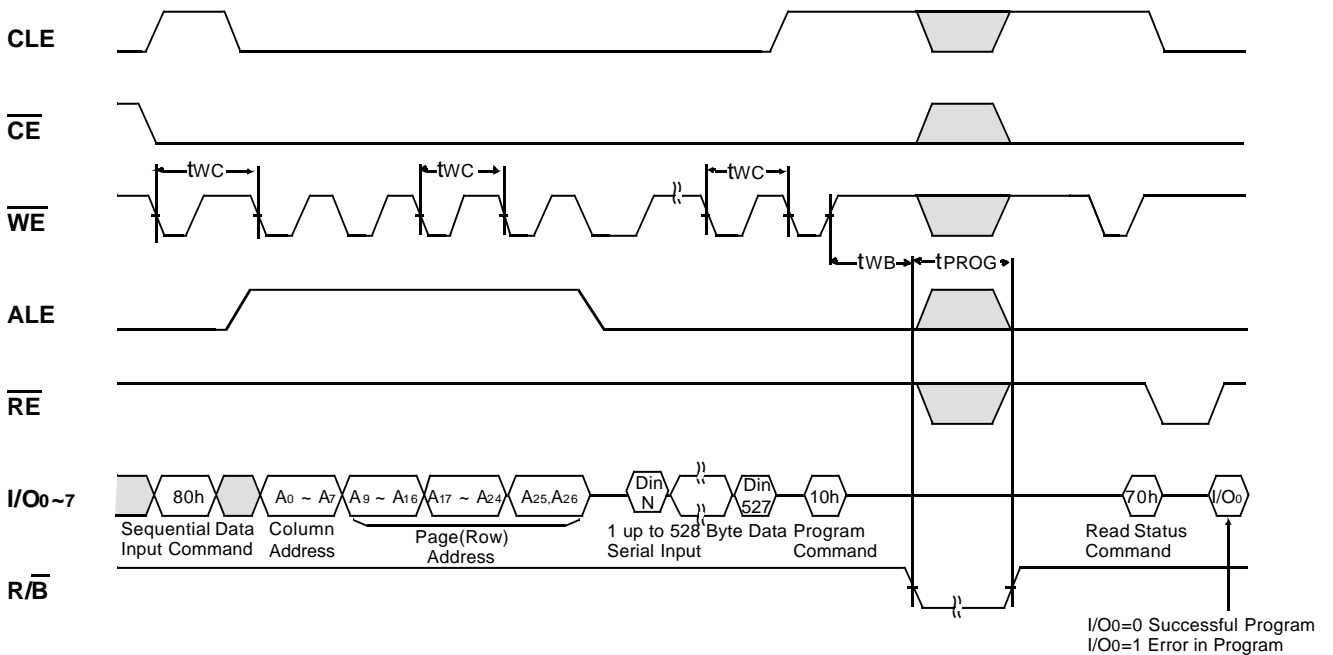 CLE
CE
tWC tWC tWC
WE
tWB tPROG
ALE
RE
I/O0~7 80h A0 ~ A7 A9 ~ A16 A17 ~ A24 A25,A26 Din N Din 527 10h 70h I/O0
Sequential Data Input Command
Column Address
Page(Row) Address
1 up to 528 Byte Data Serial Input
Program Command
Read Status Command
R/B
I/O0=0 Successful Program
I/O0=1 Error in Program